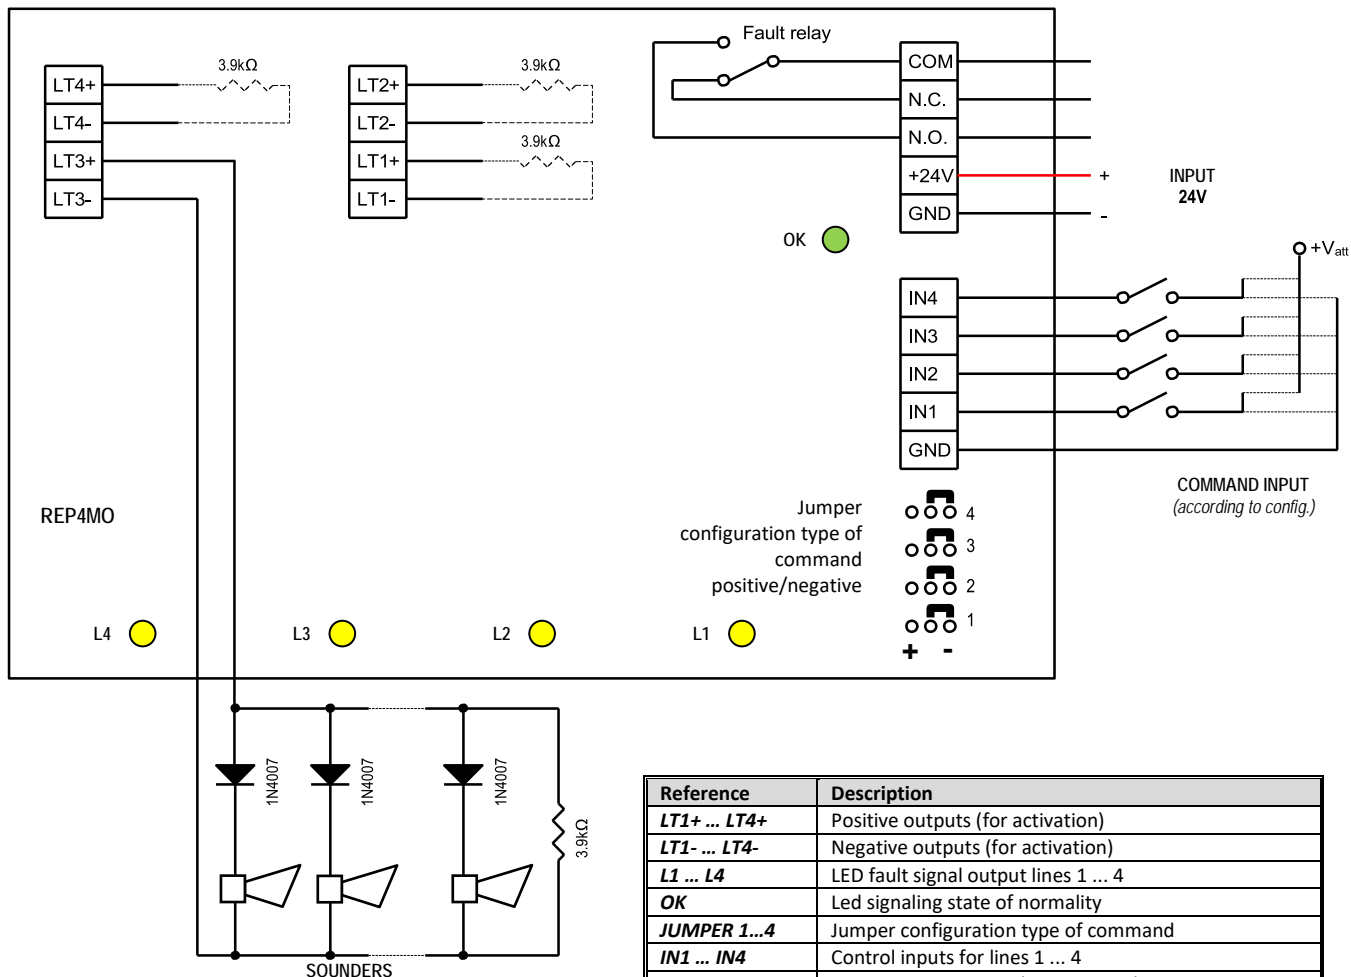 Fault relay
3.9kΩ
3.9kΩ
LT4+
LT4-
LT3+
LT3-
LT2+
LT2-
3.9kΩ
LT1+
LT1-
COM
N.C.
N.O.
+24V
GND
+
-
INPUT
24V
OK
+Vatt
IN4
IN3
IN2
IN1
GND
COMMAND INPUT
(according to config.)
REP4MO
Jumper
configuration type of
command
positive/negative
4
3
2
1
+ -
L4
L3
L2
L1
1N4007
1N4007
1N4007
3.9kΩ
SOUNDERS
Reference Description
LT1+ ... LT4+ Positive outputs (for activation)
LT1- ... LT4- Negative outputs (for activation)
L1 ... L4 LED fault signal output lines 1 ... 4
OK Led signaling state of normality
JUMPER 1...4 Jumper configuration type of command
IN1 ... IN4 Control inputs for lines 1 ... 4